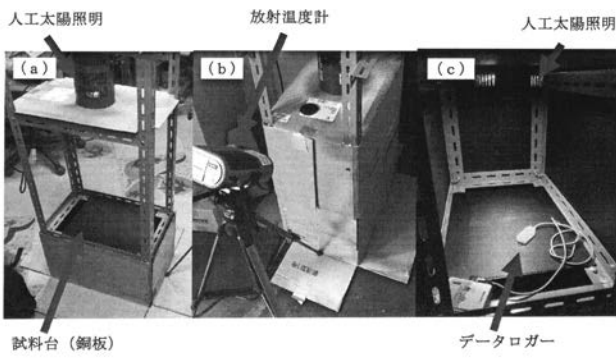 人工太陽照明
放射温度計
人工太陽照明
(a)
(b)
(c)
試料台(銅板)
データロガー